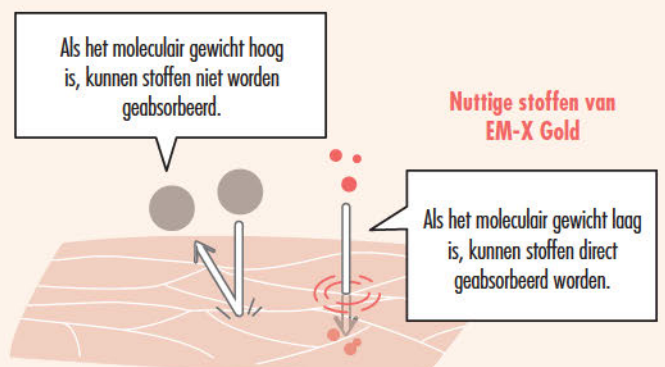 Als het moleculair gewicht hoog
is, kunnen stoffen niet worden
geabsorbeerd.
Nuttige stoffen van
EM-X Gold
Als het moleculair gewicht laag
is, kunnen stoffen direct
geabsorbeerd worden.